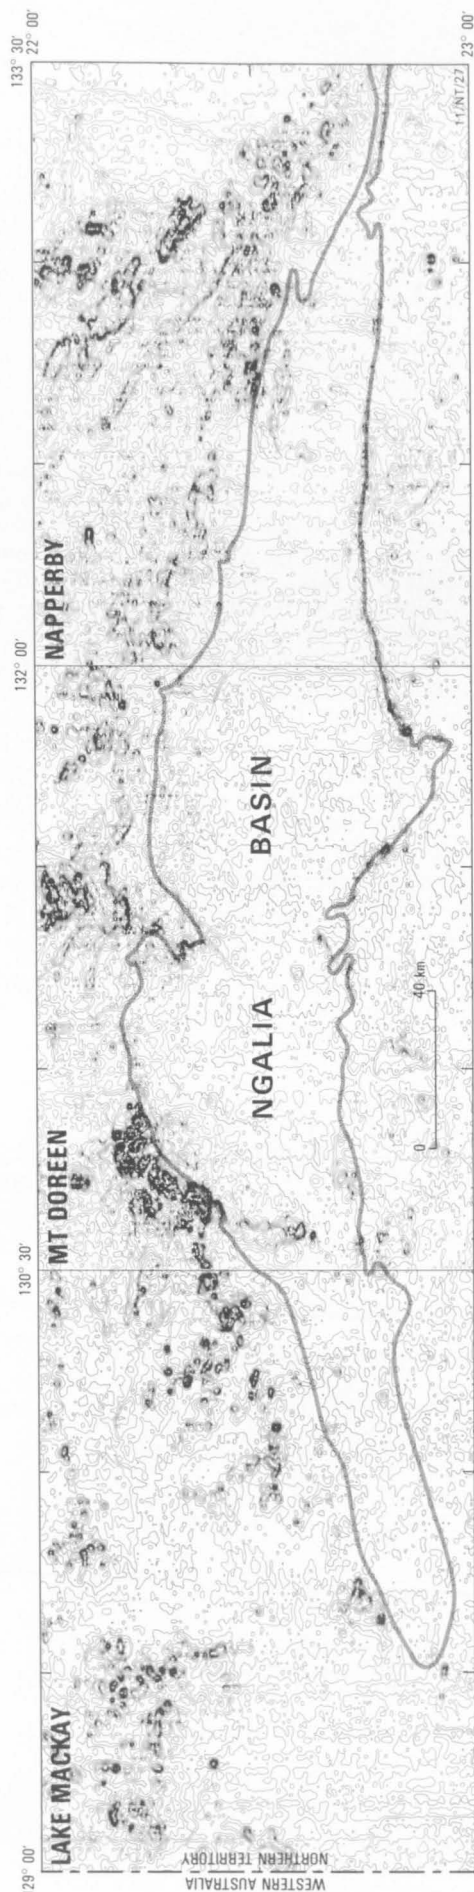 29° 00'
130° 30'
132° 00'
133° 30'
22° 00'
LAKE MACKAY
MT DOREEN
NAPPERBY
NGALIA BASIN
0 40 km
WESTERN AUSTRALIA
NORTHERN TERRITORY
11/NT/27
23° 00'